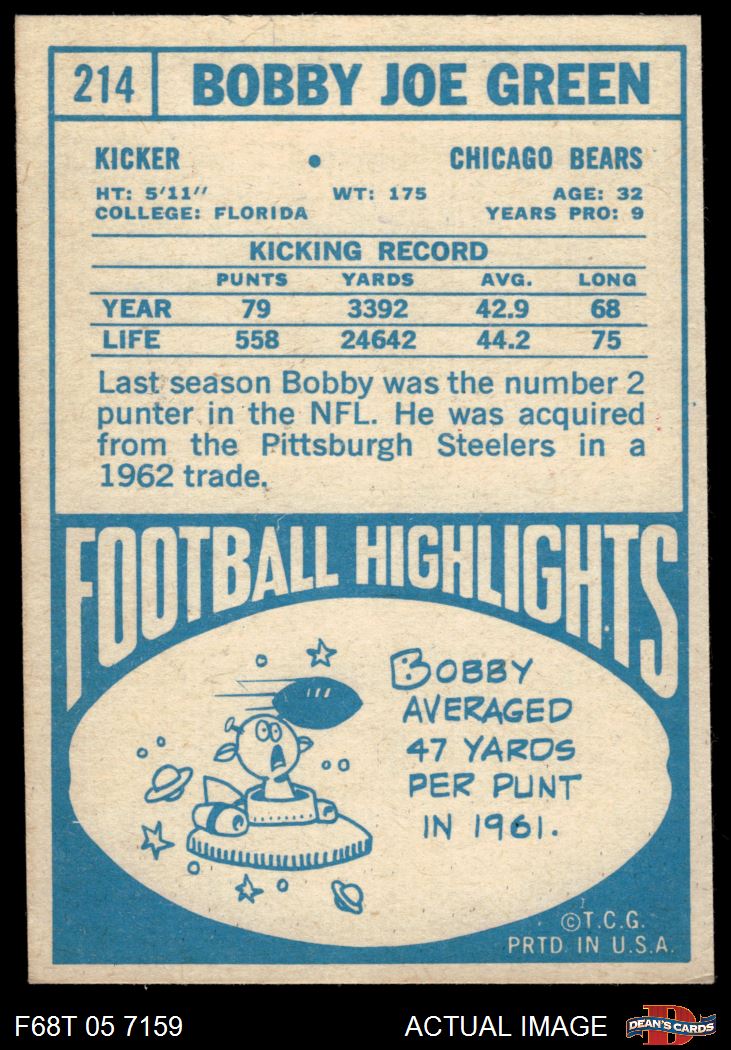 214 BOBBY JOE GREEN
KICKER • CHICAGO BEARS
HT: 5'11" WT: 175 AGE: 32
COLLEGE: FLORIDA YEARS PRO: 9
KICKING RECORD
PUNTS YARDS AVG. LONG
YEAR 79 3392 42.9 68
LIFE 558 24642 44.2 75
Last season Bobby was the number 2
punter in the NFL. He was acquired
from the Pittsburgh Steelers in a
1962 trade.
FOOTBALL HIGHLIGHTS
BOBBY
AVERAGED
47 YARDS
PER PUNT
IN 1961.
©T.C.G.
PRTD. IN U.S.A.
F68T 05 7159 ACTUAL IMAGE D DEAN'S CARDS